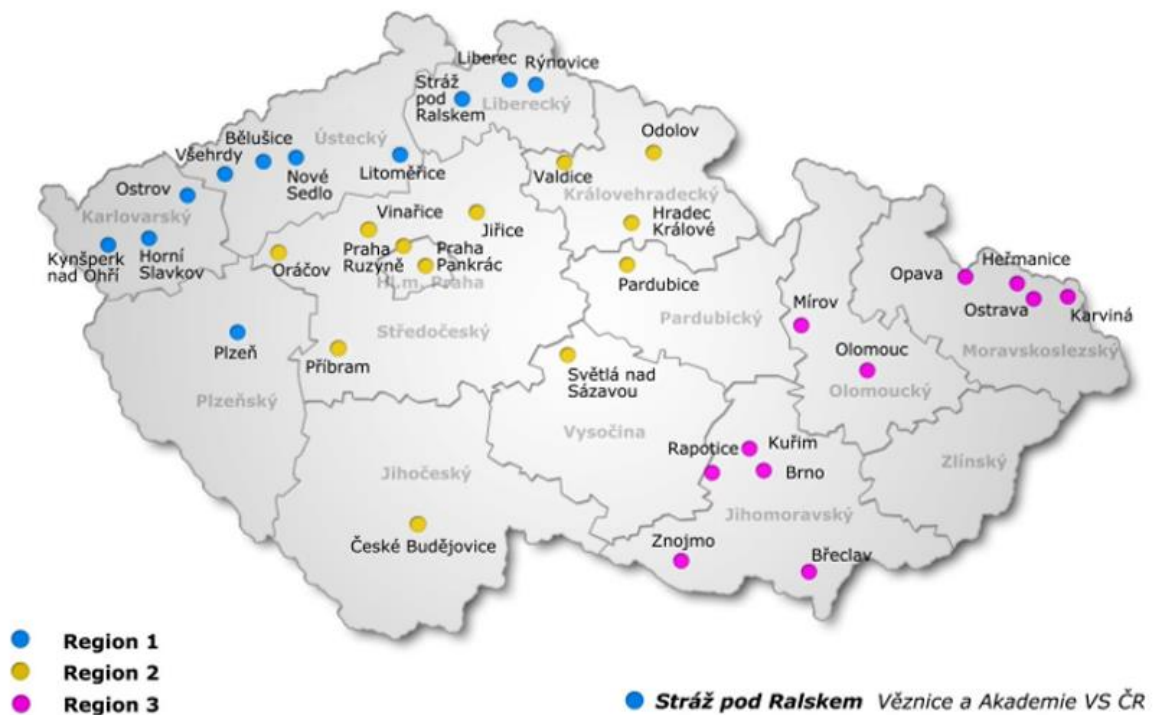 Liberec
Rýnovice
Stráž
pod
Ralskem
Liberecký
Odolov
Ústecký
Bělušice
Všehrdy
Nové
Sedlo
Litoměřice
Valdice
Královehradecký
Ostrov
Karlovarský
Vinařice
Jiřice
Hradec
Králové
Kynšperk
nad Ohří
Horní
Slavkov
Oráčov
Praha
Ruzyně
Praha
Pankrác
Hl.m. Praha
Pardubice
Opava
Heřmanice
Ostrava
Karviná
Mírov
Pardubický
Středočeský
Plzeň
Příbram
Olomouc
Moravskoslezský
Olomoucký
Světlá nad
Sázavou
Plzeňský
Vysočina
Rapotice
Kuřim
Brno
Zlínský
Jihočeský
Jihomoravský
České Budějovice
Znojmo
Břeclav
Region 1
Region 2
Region 3
Stráž pod Ralskem Věznice a Akademie VS ČR